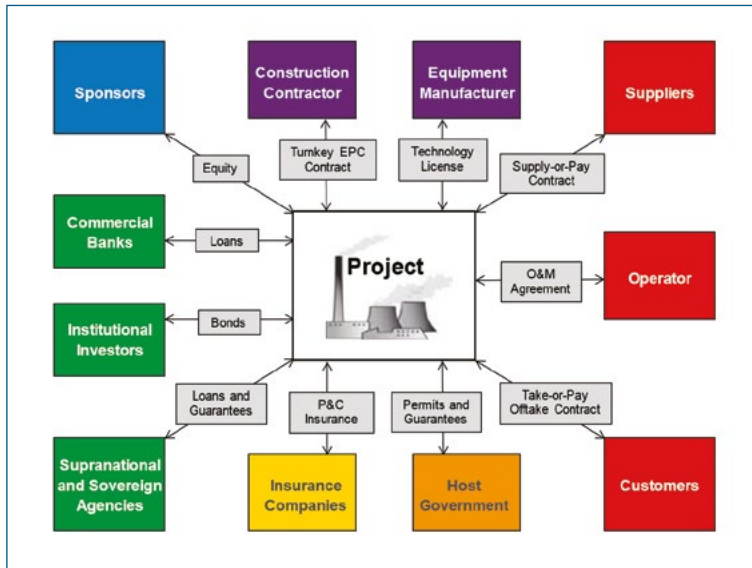 Sponsors
Construction
Contractor
Equipment
Manufacturer
Suppliers
Equity
Turnkey EPC
Contract
Technology
License
Supply-or-Pay
Contract
Commercial
Banks
Loans
Project
O&M
Agreement
Operator
Institutional
Investors
Bonds
Loans and
Guarantees
P&C
Insurance
Permits and
Guarantees
Take-or-Pay
Offtake Contract
Supranational
and Sovereign
Agencies
Insurance
Companies
Host
Government
Customers